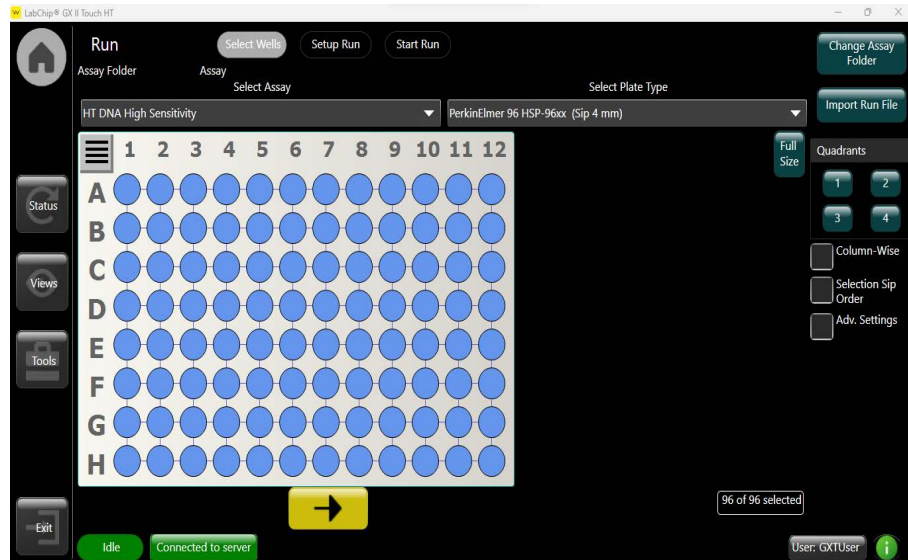 LabChip® GX II Touch HT
Run
Select Wells
Setup Run
Start Run
Change Assay
Folder
Assay Folder
Assay
Select Assay
Select Plate Type
HT DNA High Sensitivity
PerkinElmer 96 HSP-96xx (Sip 4 mm)
Import Run File
1 2 3 4 5 6 7 8 9 10 11 12
Full
Size
Quadrants
1 2
3 4
A
B
C
D
E
F
G
H
Status
Views
Tools
Exit
Column-Wise
Selection Sip
Order
Adv. Settings
96 of 96 selected
Idle
Connected to server
User: GXTUser
i